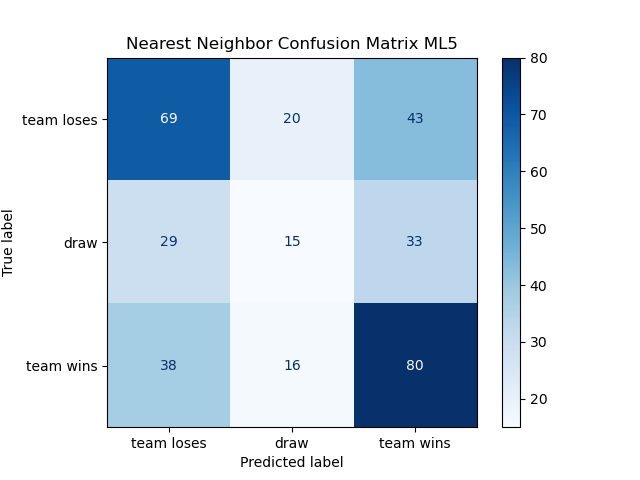 Nearest Neighbor Confusion Matrix ML5
True label
team loses
69 20 43
draw
29 15 33
team wins
38 16 80
team loses draw team wins
Predicted label
80
70
60
50
40
30
20